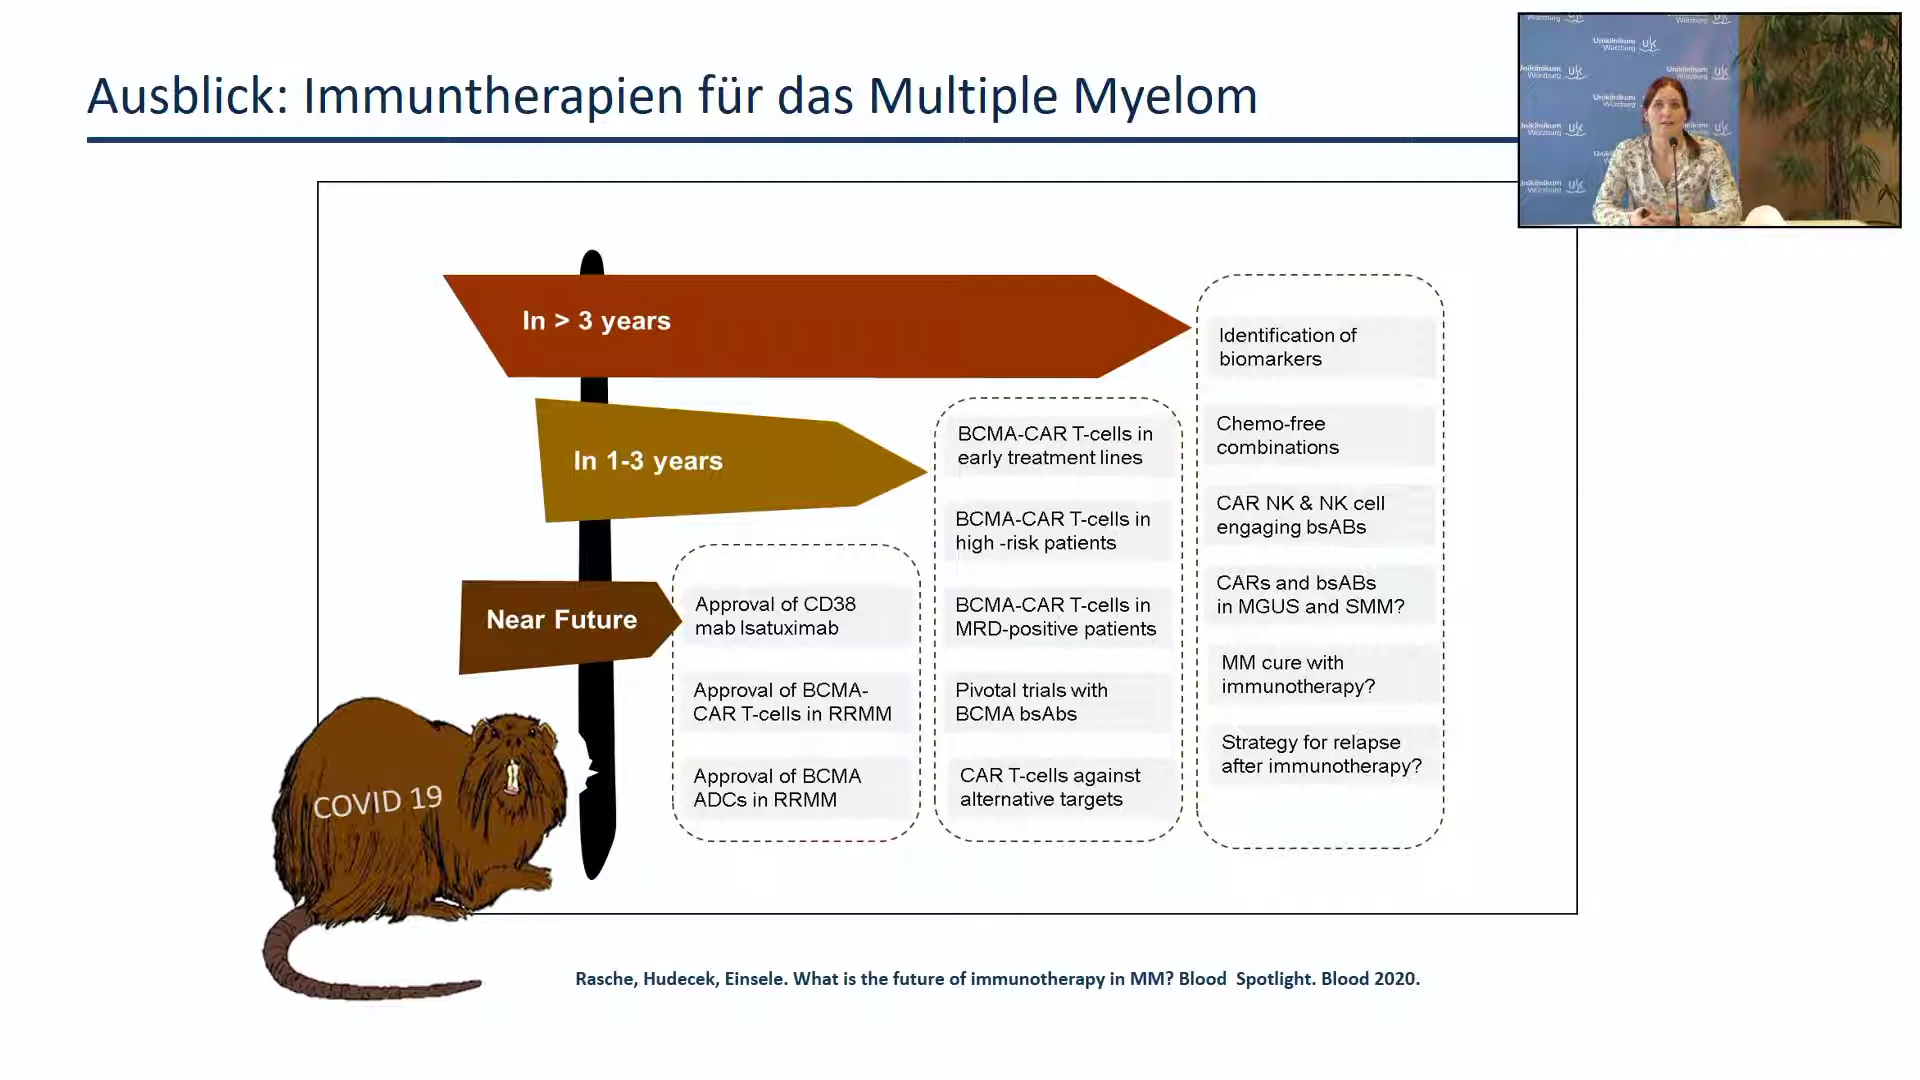 Ausblick: Immuntherapien für das Multiple Myelom
Uniklinikum
Würzburg
In > 3 years
Identification of
biomarkers
Chemo-free
combinations
CAR NK & NK cell
engaging bsABs
CARs and bsABs
in MGUS and SMM?
MM cure with
immunotherapy?
Strategy for relapse
after immunotherapy?
In 1-3 years
BCMA-CAR T-cells in
early treatment lines
BCMA-CAR T-cells in
high -risk patients
BCMA-CAR T-cells in
MRD-positive patients
Pivotal trials with
BCMA bsAbs
CAR T-cells against
alternative targets
Near Future
Approval of CD38
mab Isatuximab
Approval of BCMA-
CAR T-cells in RRMM
Approval of BCMA
ADCs in RRMM
COVID 19
Rasche, Hudecek, Einsele. What is the future of immunotherapy in MM? Blood  Spotlight. Blood 2020.